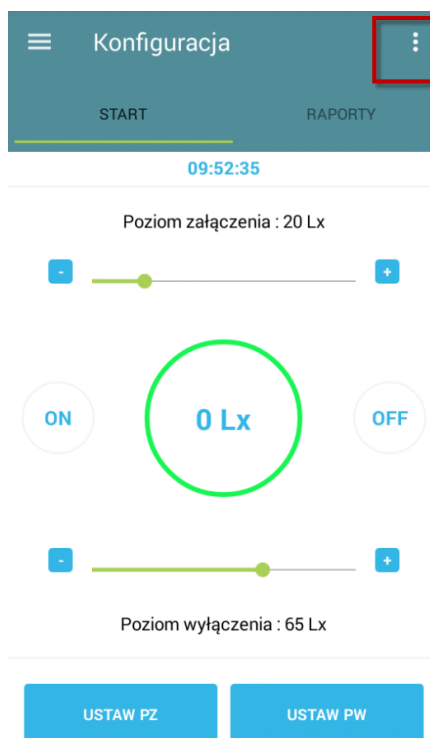 Konfiguracja
START RAPORTY
09:52:35
Poziom załączenia : 20 Lx
- +
ON 0 Lx OFF
- +
Poziom wyłączenia : 65 Lx
USTAW PZ USTAW PW